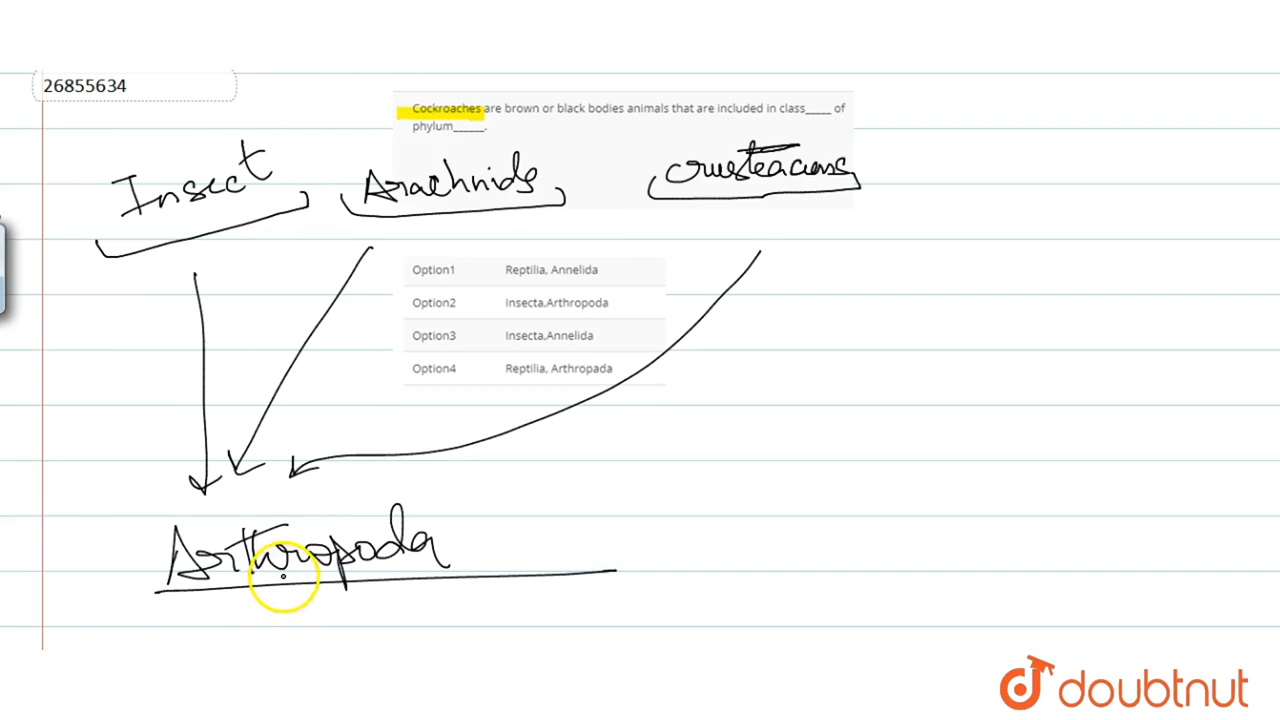 26855634
Cockroaches are brown or black bodies animals that are included in class_____ of
phylum______.
Insect Arachnids crusteacians
Option1 Reptilia, Annelida
Option2 Insecta.Arthropoda
Option3 Insecta,Annelida
Option4 Reptilia, Arthropada
Arthropoda
doubtnut